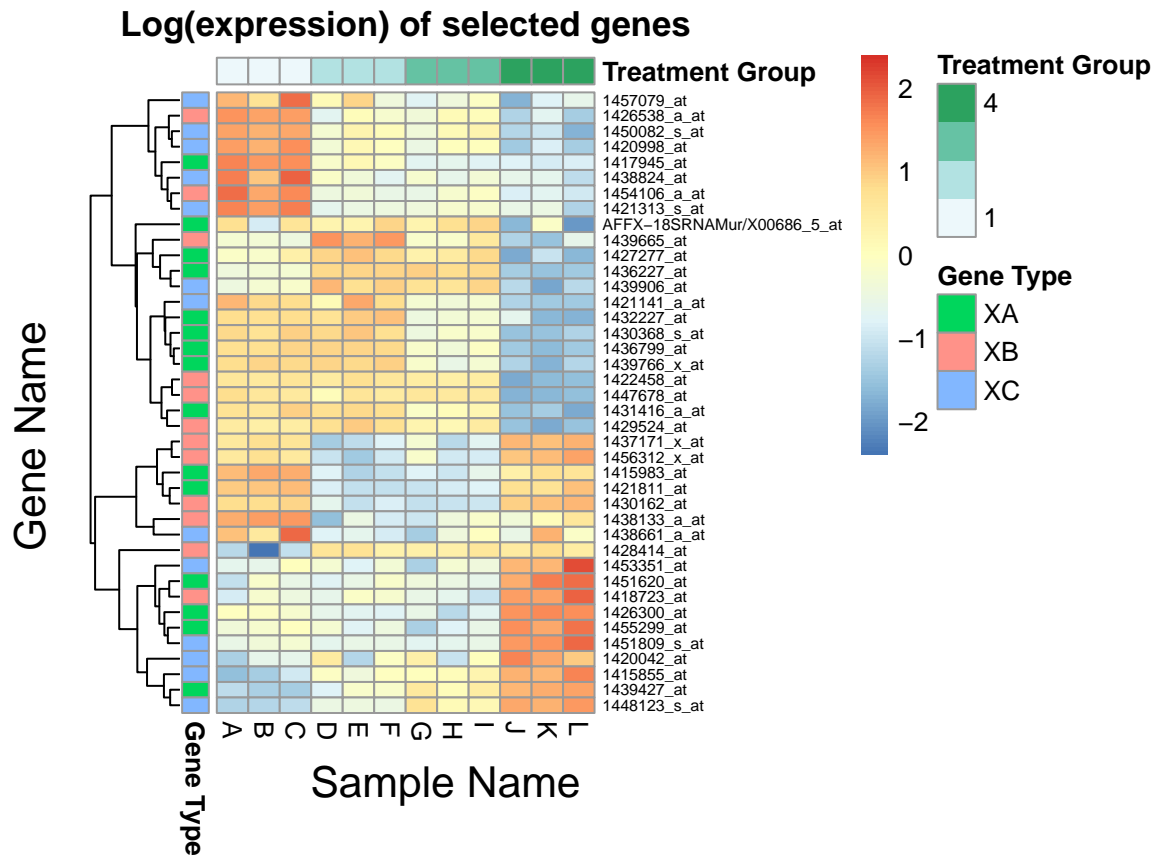 Log(expression) of selected genes
Treatment Group
1457079_at
1426538_a_at
1450082_s_at
1420998_at
1417945_at
1438824_at
1454106_a_at
1421313_s_at
AFFX−18SRNAMur/X00686_5_at
1439665_at
1427277_at
1436227_at
1439906_at
1421141_a_at
1432227_at
1430368_s_at
1436799_at
1439766_x_at
1422458_at
1447678_at
1431416_a_at
1429524_at
1437171_x_at
1456312_x_at
1415983_at
1421811_at
1430162_at
1438133_a_at
1438661_a_at
1428414_at
1453351_at
1451620_at
1418723_at
1426300_at
1455299_at
1451809_s_at
1420042_at
1415855_at
1439427_at
1448123_s_at
Gene Name
Gene Type
A B C D E F G H I J K L
Sample Name
2
1
0
−1
−2
Treatment Group
4
1
Gene Type
XA
XB
XC